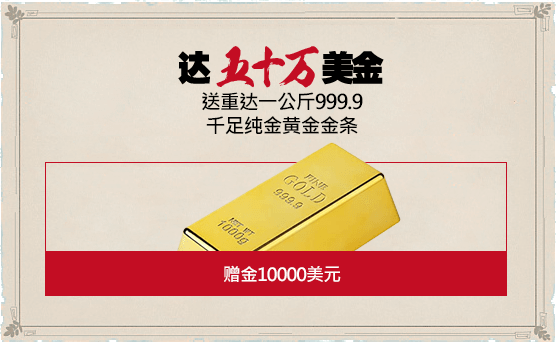 达五十万美金
送重达一公斤999.9
千足纯金黄金金条
FINE
GOLD
999.9
NET WT
1000g
赠金10000美元